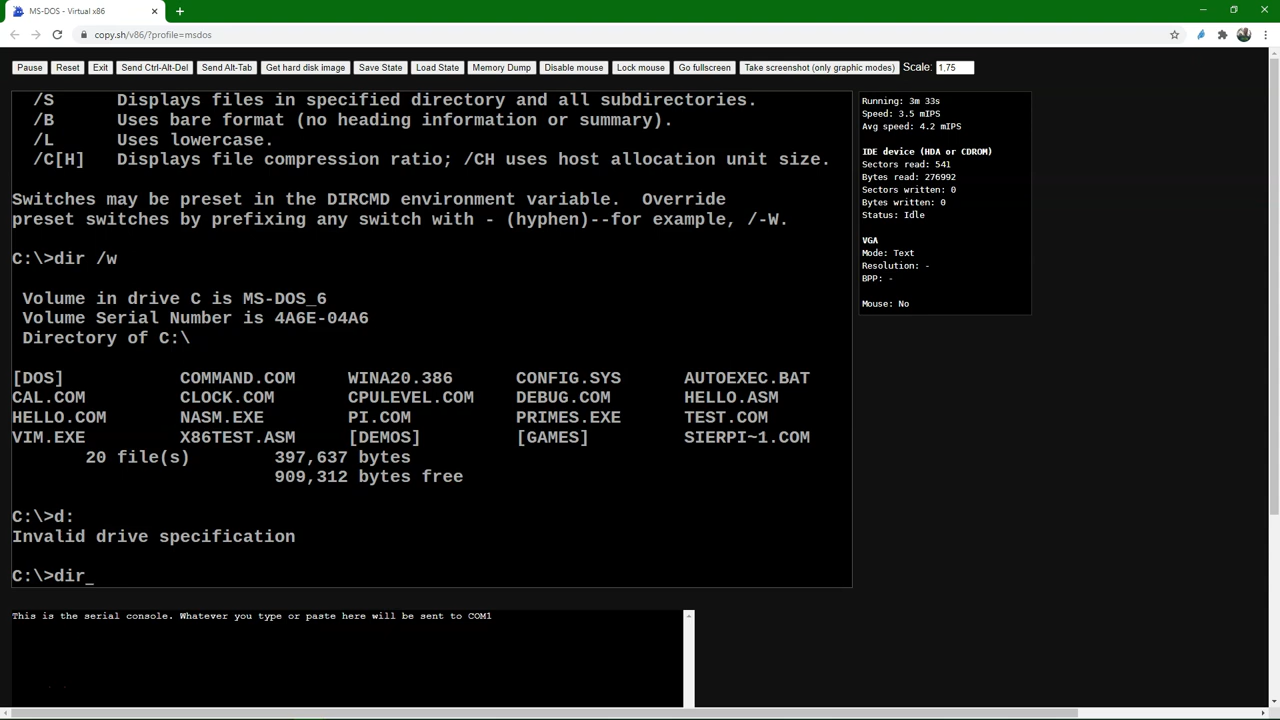 MS-DOS - Virtual x86
copy.sh/v86/?profile=msdos
Pause Reset Exit Send Ctrl-Alt-Del Send Alt-Tab Get hard disk image Save State Load State Memory Dump Disable mouse Lock mouse Go fullscreen Take screenshot (only graphic modes) Scale: 1,75
/S Displays files in specified directory and all subdirectories.
/B Uses bare format (no heading information or summary).
/L Uses lowercase.
/C[H] Displays file compression ratio; /CH uses host allocation unit size.
Switches may be preset in the DIRCMD environment variable. Override
preset switches by prefixing any switch with - (hyphen)--for example, /-W.
C:\>dir /w
Volume in drive C is MS-DOS_6
Volume Serial Number is 4A6E-04A6
Directory of C:\
[DOS] COMMAND.COM WINA20.386 CONFIG.SYS AUTOEXEC.BAT
CAL.COM CLOCK.COM CPULEVEL.COM DEBUG.COM HELLO.ASM
HELLO.COM NASM.EXE PI.COM PRIMES.EXE TEST.COM
VIM.EXE X86TEST.ASM [DEMOS] [GAMES] SIERPI~1.COM
20 file(s) 397,637 bytes
909,312 bytes free
C:\>d:
Invalid drive specification
C:\>dir_
Running: 3m 33s
Speed: 3.5 mIPS
Avg speed: 4.2 mIPS
IDE device (HDA or CDROM)
Sectors read: 541
Bytes read: 276992
Sectors written: 0
Bytes written: 0
Status: Idle
VGA
Mode: Text
Resolution: -
BPP: -
Mouse: No
This is the serial console. Whatever you type or paste here will be sent to COM1